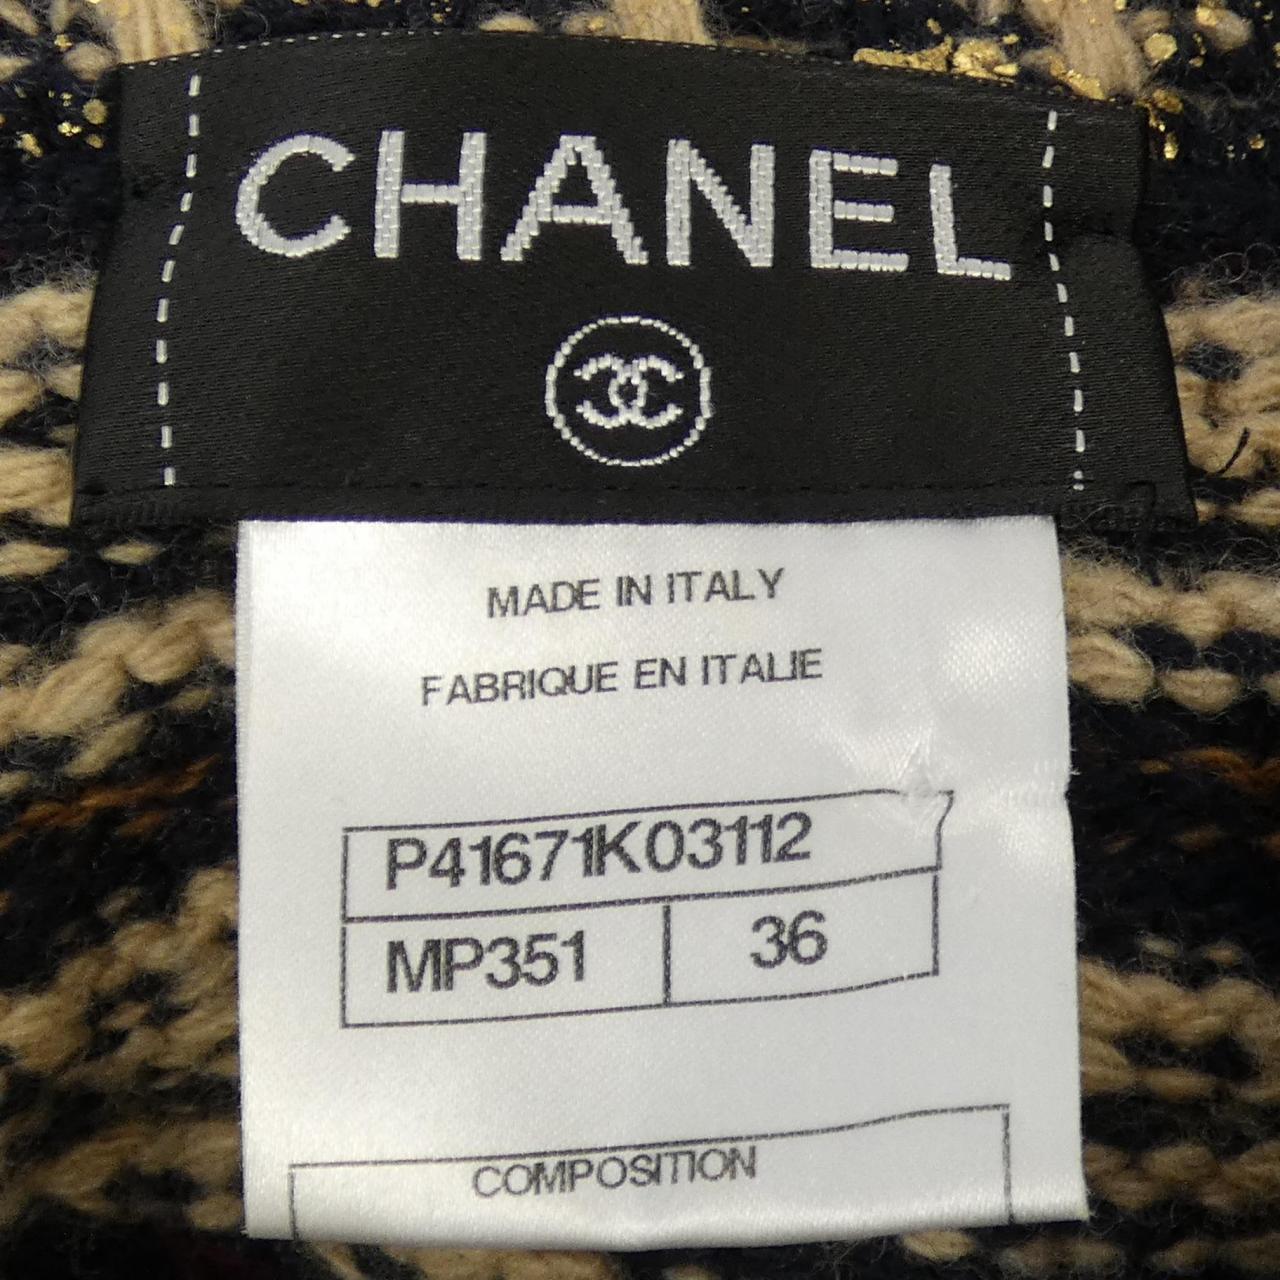 CHANEL
MADE IN ITALY
FABRIQUE EN ITALIE
P41671K03112
MP351 36
COMPOSITION